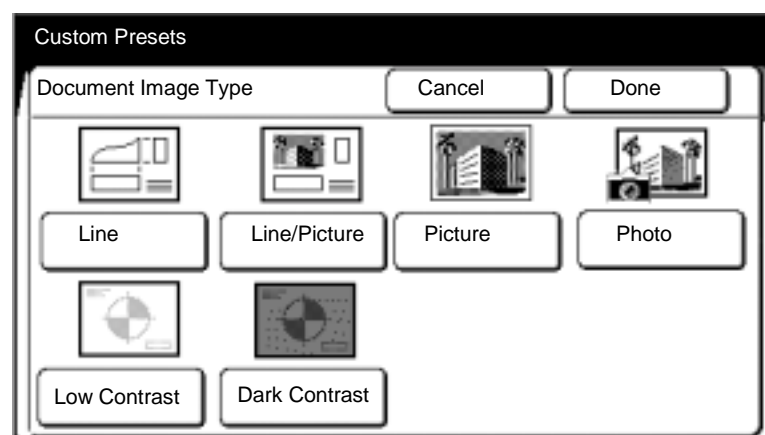 Custom Presets
Document Image Type
Cancel
Done
Line
Line/Picture
Picture
Photo
Low Contrast
Dark Contrast